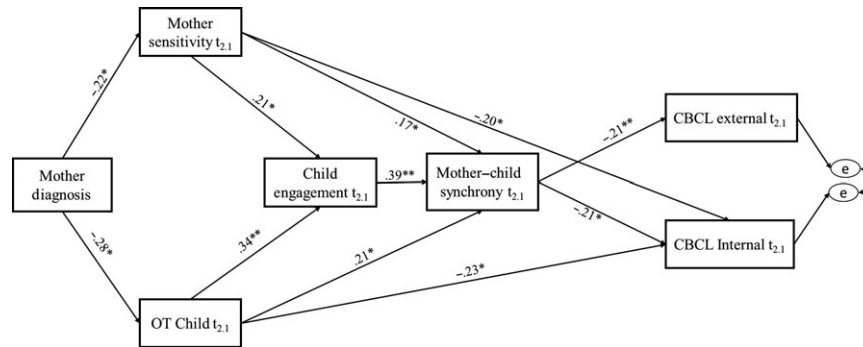 Mother
sensitivity t2.1
-.22*
.21*
.17*
-.20*
-.21**
CBCL external t2.1
Mother
diagnosis
Child
engagement t2.1
.39**
Mother–child
synchrony t2.1
e
e
-.28*
.34**
.21*
-.21*
-.23*
CBCL Internal t2.1
OT Child t2.1